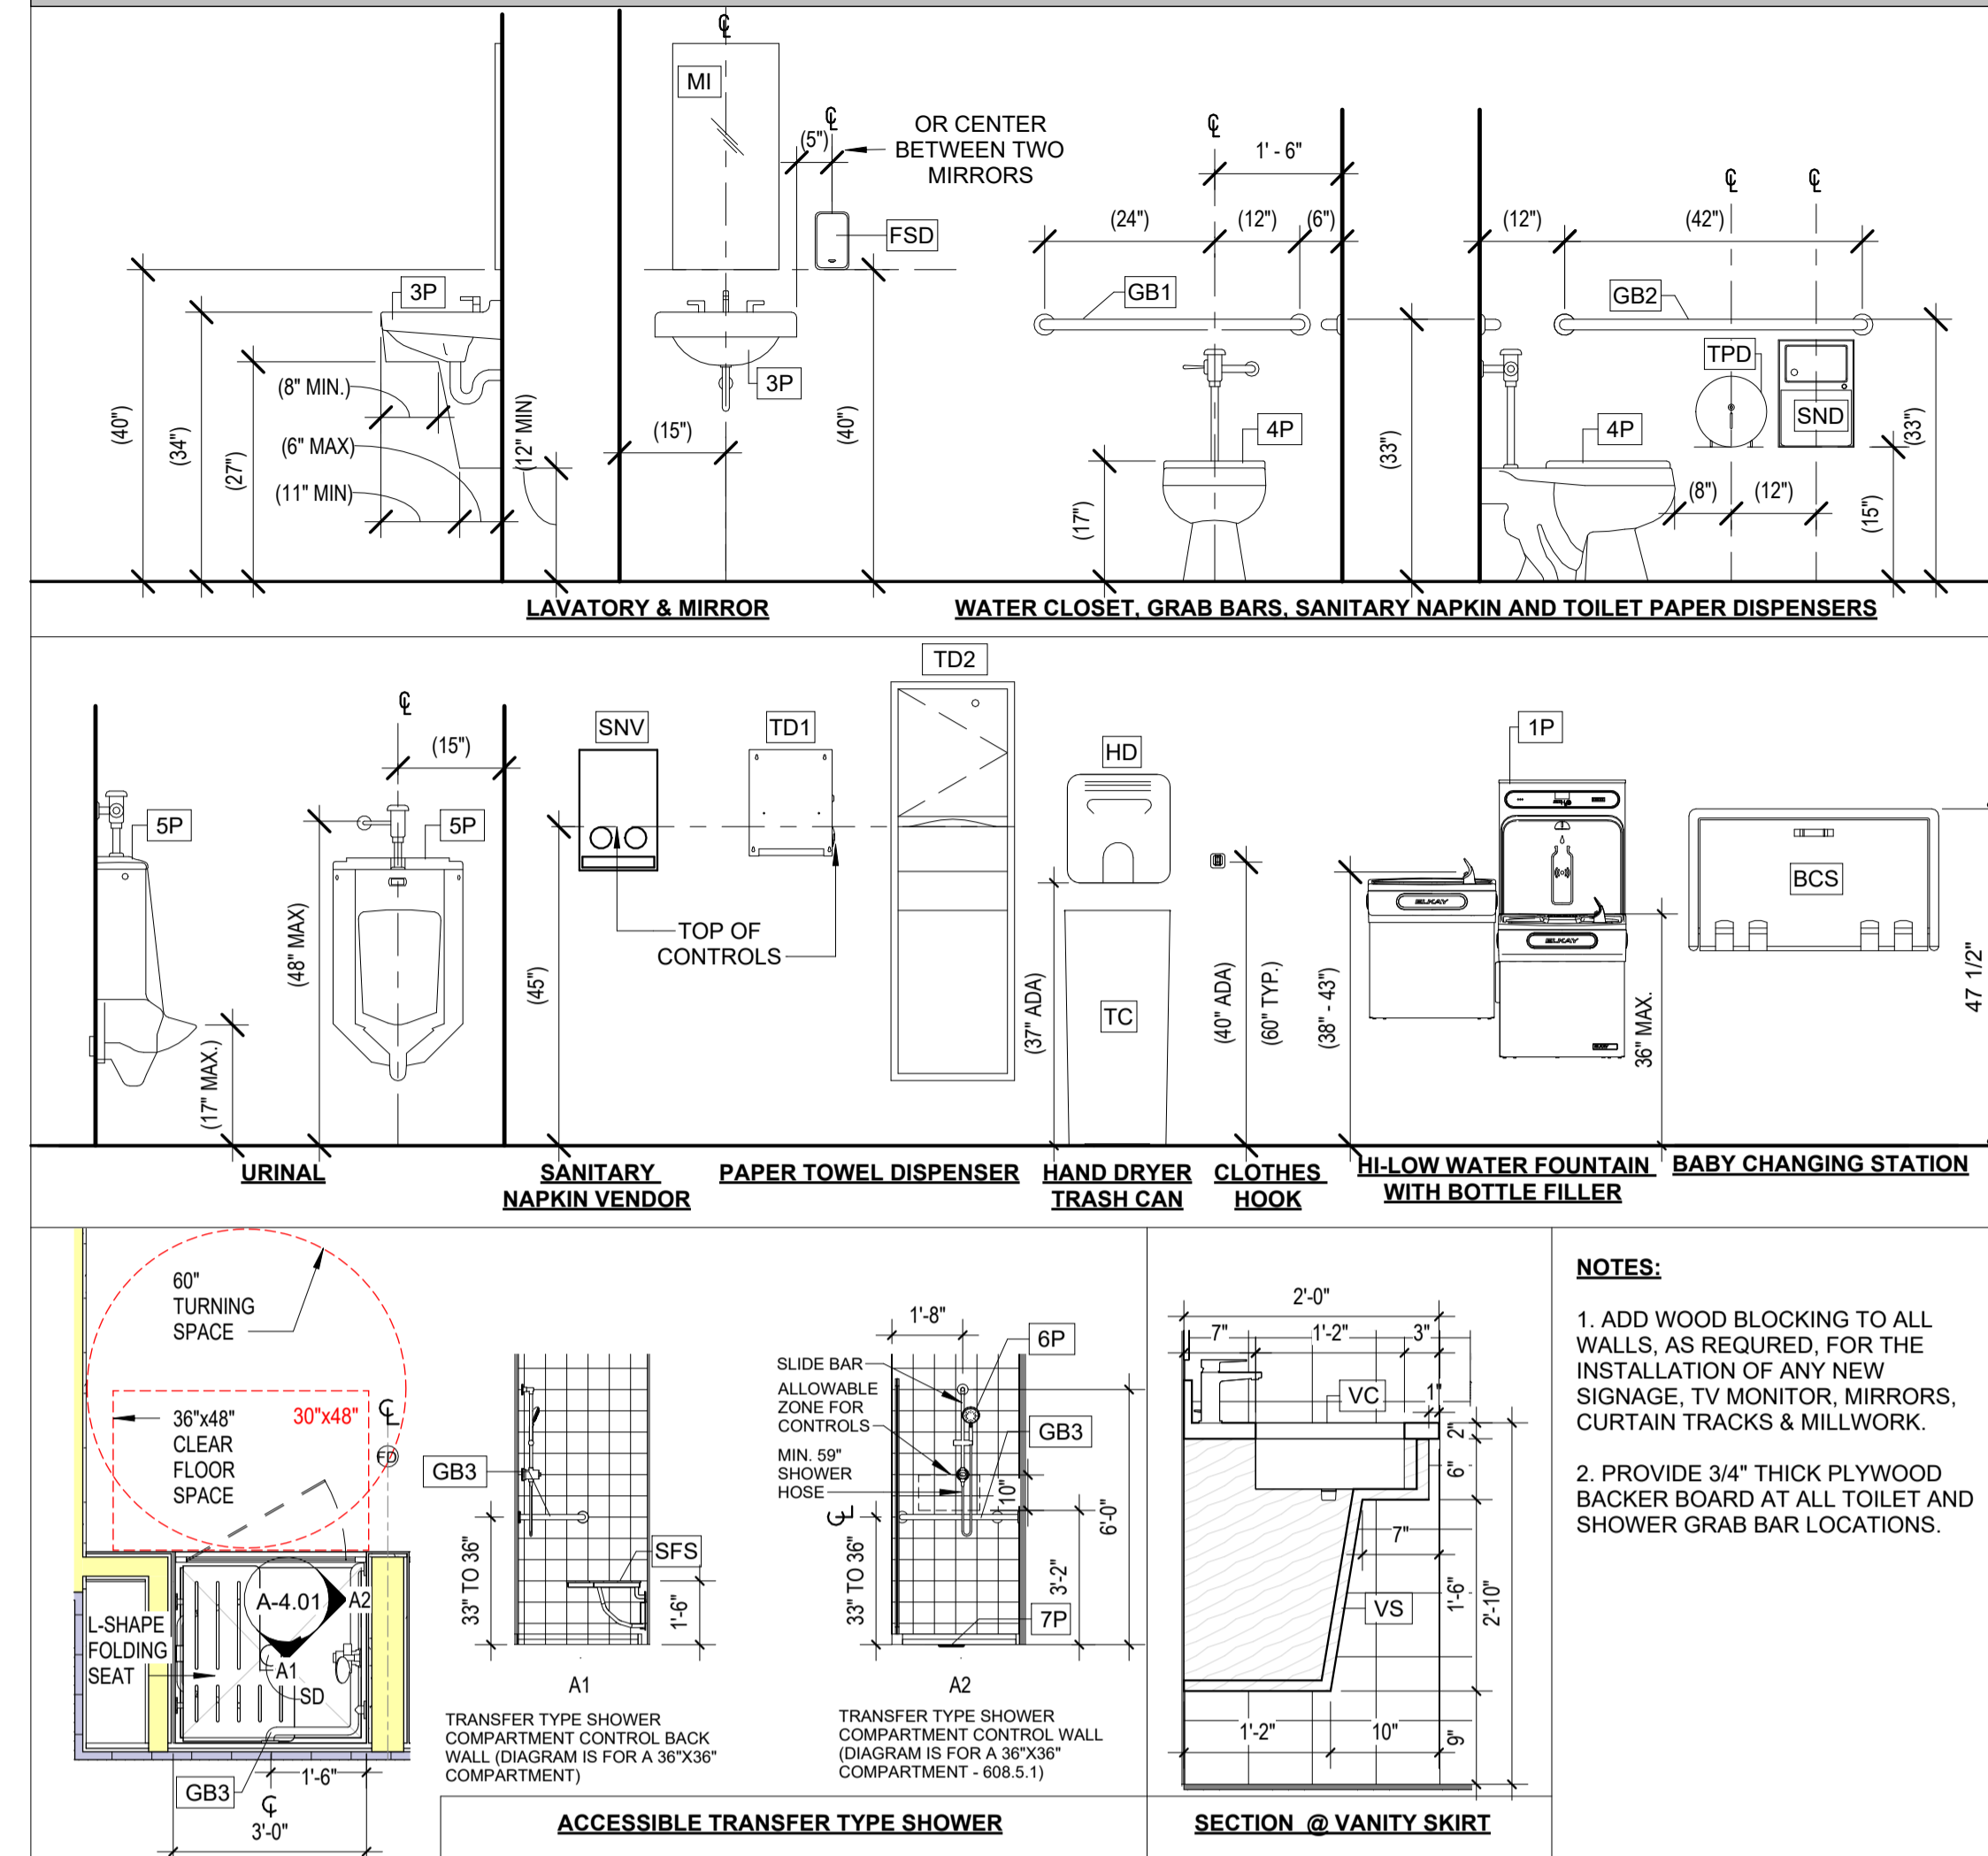 ℄
MI
℄
(5")
OR CENTER
BETWEEN TWO
MIRRORS
FSD
3P
(40")
(34")
(27")
(8" MIN.)
(6" MAX)
(11" MIN)
(12" MIN)
(15")
3P
(40")
LAVATORY & MIRROR
℄
1' - 6"
(24")
(12")
(6")
GB1
4P
(17")
(33")
℄
℄
(12")
(42")
GB2
TPD
SND
4P
(8")
(12")
(15")
(33")
WATER CLOSET, GRAB BARS, SANITARY NAPKIN AND TOILET PAPER DISPENSERS
5P
(17" MAX.)
℄
(15")
5P
(48" MAX)
URINAL
SNV
(45")
TOP OF
CONTROLS
SANITARY
NAPKIN VENDOR
TD1
TD2
PAPER TOWEL DISPENSER
HD
(37" ADA)
TC
HAND DRYER
TRASH CAN
(40" ADA)
(60" TYP.)
CLOTHES
HOOK
1P
ELKAY
ELKAY
(38" - 43")
36" MAX.
HI-LOW WATER FOUNTAIN
WITH BOTTLE FILLER
BCS
47 1/2"
BABY CHANGING STATION
60"
TURNING
SPACE
36"x48"
CLEAR
FLOOR
SPACE
30"x48"
℄
FD
L-SHAPE
FOLDING
SEAT
A-4.01
A2
A1
SD
GB3
1'-6"
℄
3'-0"
GB3
33" TO 36"
SFS
1'-6"
A1
TRANSFER TYPE SHOWER
COMPARTMENT CONTROL BACK
WALL (DIAGRAM IS FOR A 36"X36"
COMPARTMENT)
1'-8"
6P
SLIDE BAR
ALLOWABLE
ZONE FOR
CONTROLS
MIN. 59"
SHOWER
HOSE
GB3
10"
℄
33" TO 36"
3'-2"
6'-0"
7P
A2
TRANSFER TYPE SHOWER
COMPARTMENT CONTROL WALL
(DIAGRAM IS FOR A 36"X36"
COMPARTMENT - 608.5.1)
ACCESSIBLE TRANSFER TYPE SHOWER
2'-0"
7"
1'-2"
3"
VC
1"
2"
6"
7"
VS
1'-6"
2'-10"
1'-2"
10"
9"
SECTION @ VANITY SKIRT
NOTES:
1. ADD WOOD BLOCKING TO ALL
WALLS, AS REQURED, FOR THE
INSTALLATION OF ANY NEW
SIGNAGE, TV MONITOR, MIRRORS,
CURTAIN TRACKS & MILLWORK.
2. PROVIDE 3/4" THICK PLYWOOD
BACKER BOARD AT ALL TOILET AND
SHOWER GRAB BAR LOCATIONS.